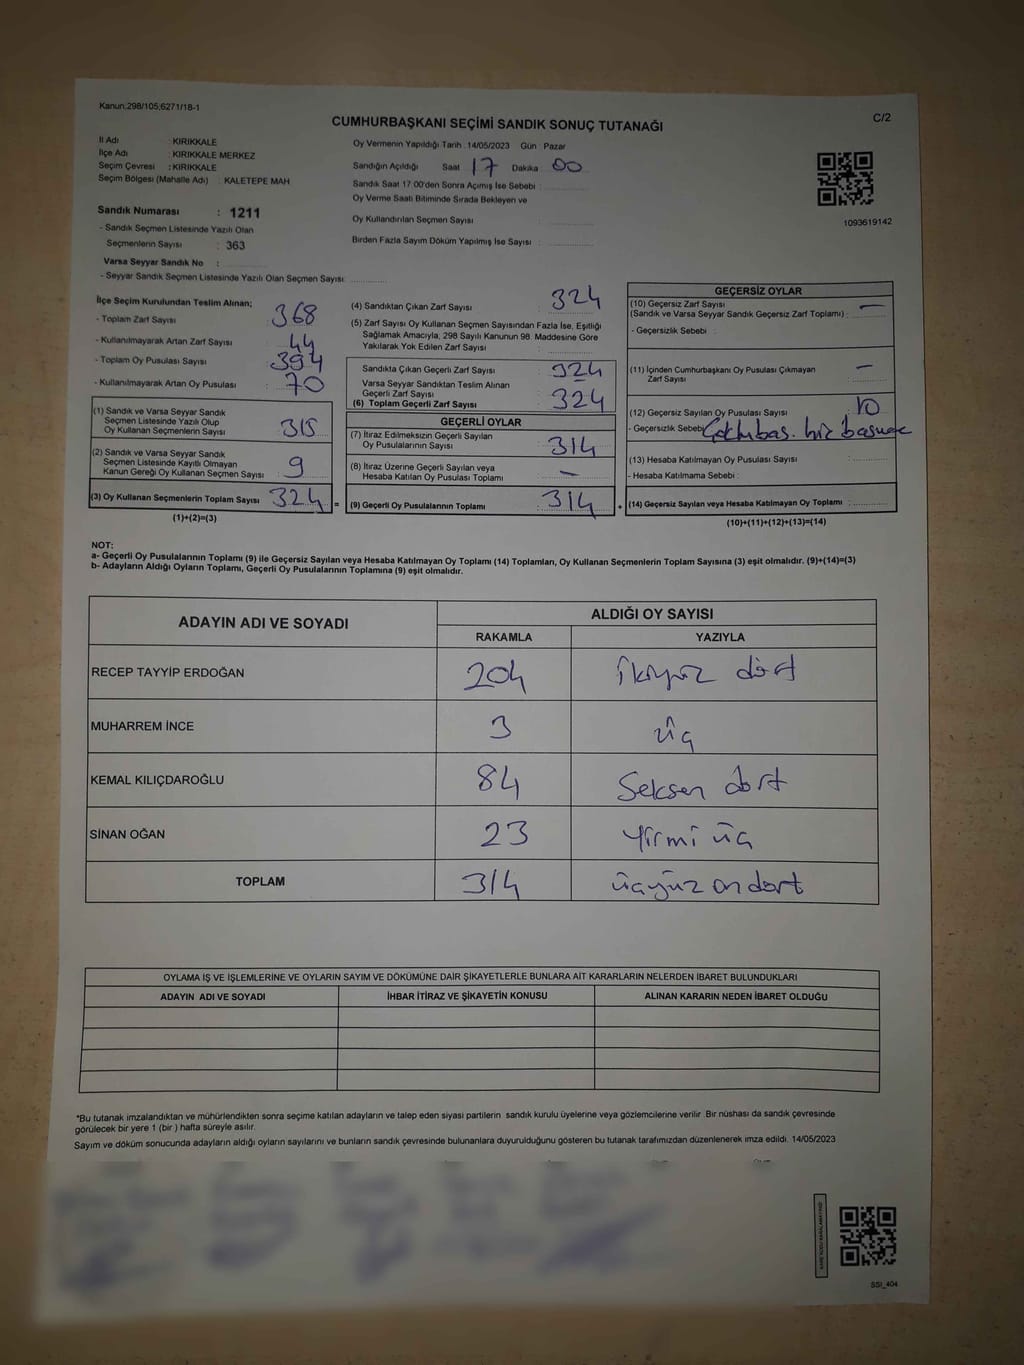 Kanun;298/105;6271/18-1
C/2
CUMHURBAŞKANI SEÇİMİ SANDIK SONUÇ TUTANAĞI
İl Adı : KIRIKKALE
İlçe Adı : KIRIKKALE MERKEZ
Seçim Çevresi : KIRIKKALE
Seçim Bölgesi (Mahalle Adı) : KALETEPE MAH
Oy Vermenin Yapıldığı Tarih :14/05/2023 Gün : Pazar
Sandığın Açıldığı Saat 17 Dakika 00
Sandık Saat 17:00'den Sonra Açımış İse Sebebi :
Oy Verme Saati Bitiminde Sırada Bekleyen ve
Oy Kullandırılan Seçmen Sayısı
Birden Fazla Sayım Döküm Yapılmış İse Sayısı :
1093619142
Sandık Numarası : 1211
- Sandık Seçmen Listesinde Yazılı Olan
Seçmenlerin Sayısı : 363
Varsa Seyyar Sandık No :
- Seyyar Sandık Seçmen Listesinde Yazılı Olan Seçmen Sayısı:
İlçe Seçim Kurulundan Teslim Alınan;
- Toplam Zarf Sayısı : 368
- Kullanılmayarak Artan Zarf Sayısı : 44
- Toplam Oy Pusulası Sayısı : 394
- Kullanılmayarak Artan Oy Pusulası : 70
(1) Sandık ve Varsa Seyyar Sandık
Seçmen Listesinde Yazılı Olup
Oy Kullanan Seçmenlerin Sayısı : 315
(2) Sandık ve Varsa Seyyar Sandık
Seçmen Listesinde Kayıtlı Olmayan
Kanun Gereği Oy Kullanan Seçmen Sayısı : 9
(3) Oy Kullanan Seçmenlerin Toplam Sayısı : 324 =
(1)+(2)=(3)
(4) Sandıktan Çıkan Zarf Sayısı : 324
(5) Zarf Sayısı Oy Kullanan Seçmen Sayısından Fazla İse, Eşitliği
Sağlamak Amacıyla, 298 Sayılı Kanunun 98. Maddesine Göre
Yakılarak Yok Edilen Zarf Sayısı :
Sandıkta Çıkan Geçerli Zarf Sayısı : 324
Varsa Seyyar Sandıktan Teslim Alınan
Geçerli Zarf Sayısı
(6) Toplam Geçerli Zarf Sayısı : 324
GEÇERLİ OYLAR
(7) İtiraz Edilmeksizin Geçerli Sayılan
Oy Pusulalarının Sayısı : 314
(8) İtiraz Üzerine Geçerli Sayılan veya
Hesaba Katılan Oy Pusulası Toplamı : -
(9) Geçerli Oy Pusulalarının Toplamı : 314 +
GEÇERSİZ OYLAR
(10) Geçersiz Zarf Sayısı
(Sandık ve Varsa Seyyar Sandık Geçersiz Zarf Toplamı) : -
- Geçersizlik Sebebi :
(11) İçinden Cumhurbaşkanı Oy Pusulası Çıkmayan
Zarf Sayısı : -
(12) Geçersiz Sayılan Oy Pusulası Sayısı : 10
- Geçersizlik Sebebi
(13) Hesaba Katılmayan Oy Pusulası Sayısı :
- Hesaba Katılmama Sebebi :
(14) Geçersiz Sayılan veya Hesaba Katılmayan Oy Toplamı :
(10)+(11)+(12)+(13)=(14)
NOT:
a- Geçerli Oy Pusulalarının Toplamı (9) ile Geçersiz Sayılan veya Hesaba Katılmayan Oy Toplamı (14) Toplamları, Oy Kullanan Seçmenlerin Toplam Sayısına (3) eşit olmalıdır. (9)+(14)=(3)
b- Adayların Aldığı Oyların Toplamı, Geçerli Oy Pusulalarının Toplamına (9) eşit olmalıdır.
ADAYIN ADI VE SOYADI
ALDIĞI OY SAYISI
RAKAMLA YAZIYLA
RECEP TAYYİP ERDOĞAN 204 ikiyüz dört
MUHARREM İNCE 3 üç
KEMAL KILIÇDAROĞLU 84 Seksen dört
SİNAN OĞAN 23 Yirmi üç
TOPLAM 314 üçyüz on dört
OYLAMA İŞ VE İŞLEMLERİNE VE OYLARIN SAYIM VE DÖKÜMÜNE DAİR ŞİKAYETLERLE BUNLARA AİT KARARLARIN NELERDEN İBARET BULUNDUKLARI
ADAYIN ADI VE SOYADI İHBAR İTİRAZ VE ŞİKAYETİN KONUSU ALINAN KARARIN NEDEN İBARET OLDUĞU
*Bu tutanak imzalandıktan ve mühürlendikten sonra seçime katılan adayların ve talep eden siyasi partilerin sandık kurulu üyelerine veya gözlemcilerine verilir. Bir nüshası da sandık çevresinde
görülecek bir yere 1 (bir ) hafta süreyle asılır.
Sayım ve döküm sonucunda adayların aldığı oyların sayılarını ve bunların sandık çevresinde bulunanlara duyurulduğunu gösteren bu tutanak tarafımızdan düzenlenerek imza edildi. 14/05/2023
SSI_404